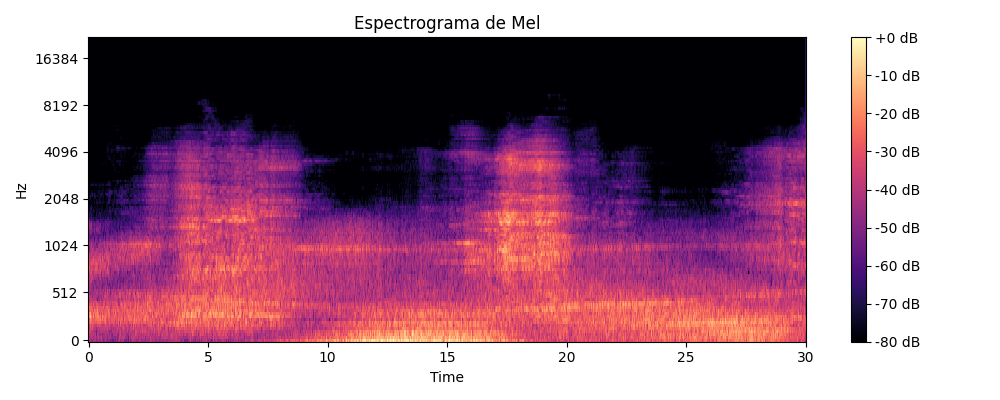 Espectrograma de Mel
Hz
16384
8192
4096
2048
1024
512
0
0 5 10 15 20 25 30
Time
+0 dB
-10 dB
-20 dB
-30 dB
-40 dB
-50 dB
-60 dB
-70 dB
-80 dB